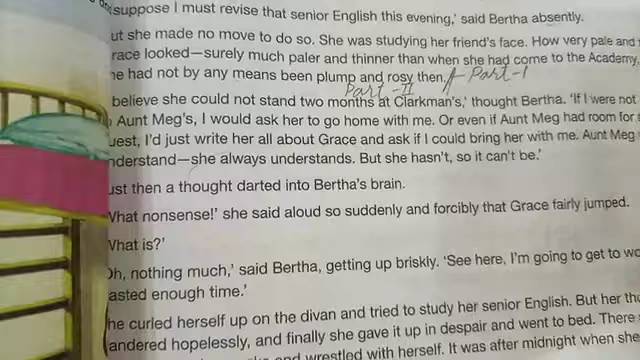 suppose I must revise that senior English this evening,' said Bertha absently.
ut she made no move to do so. She was studying her friend's face. How very pale and
race looked—surely much paler and thinner than when she had come to the Academy,
he had not by any means been plump and rosy then. Part-I
Part-II
believe she could not stand two months at Clarkman's,' thought Bertha. 'If I were not
Aunt Meg's, I would ask her to go home with me. Or even if Aunt Meg had room for
uest, I'd just write her all about Grace and ask if I could bring her with me. Aunt Meg
nderstand—she always understands. But she hasn't, so it can't be.'
ust then a thought darted into Bertha's brain.
What nonsense!' she said aloud so suddenly and forcibly that Grace fairly jumped.
What is?'
Oh, nothing much,' said Bertha, getting up briskly. 'See here, I'm going to get to wo
asted enough time.'
he curled herself up on the divan and tried to study her senior English. But her tho
andered hopelessly, and finally she gave it up in despair and went to bed. There
and wrestled with herself. It was after midnight when she